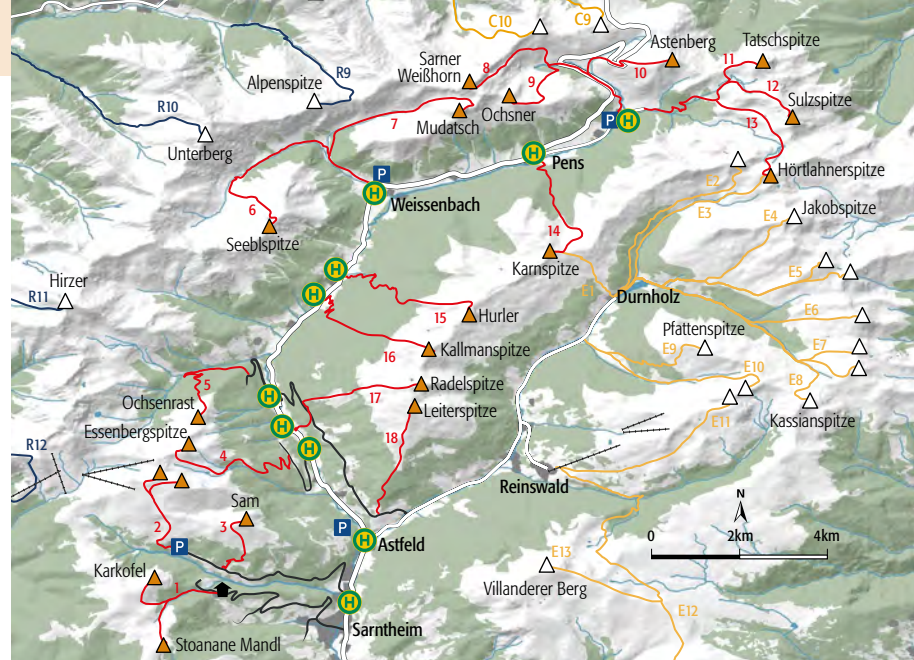 C10
C9
Astenberg
Tatschspitze
Sarner
Weißhorn
8
9
10
11
12
R9
Alpenspitze
R10
Ochsner
Sulzspitze
7
Mudatsch
P
H
13
Unterberg
H
Pens
P
E2
Hörtlahnerspitze
H
Weissenbach
E3
6
E4
Jakobspitze
Seeblspitze
14
Karnspitze
H
E5
Hirzer
R11
H
E1
Durnholz
15
Hurler
E6
Pfattenspitze
16
Kallmanspitze
E9
E7
5
17
Radelspitze
E10
E8
H
Ochsenrast
Leiterspitze
E11
Kassianspitze
Essenbergspitze
H
R12
4
H
18
Reinswald
Sam
N
2
3
P
H
Astfeld
0
2km
4km
P
Karkofel
E13
1
Villanderer Berg
H
Sarntheim
E12
Stoanane Mandl